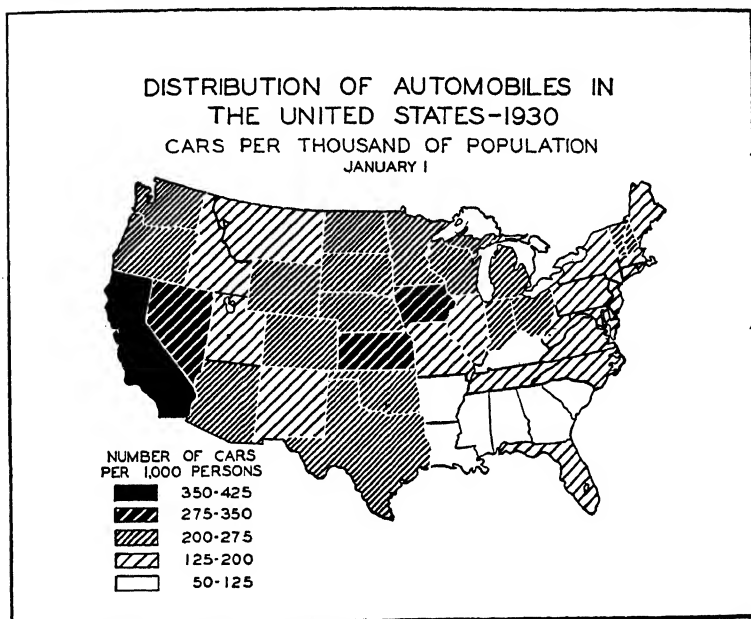 DISTRIBUTION OF AUTOMOBILES IN
THE UNITED STATES-1930
CARS PER THOUSAND OF POPULATION
JANUARY 1
NUMBER OF CARS
PER 1,000 PERSONS
350-425
275-350
200-275
125-200
50-125